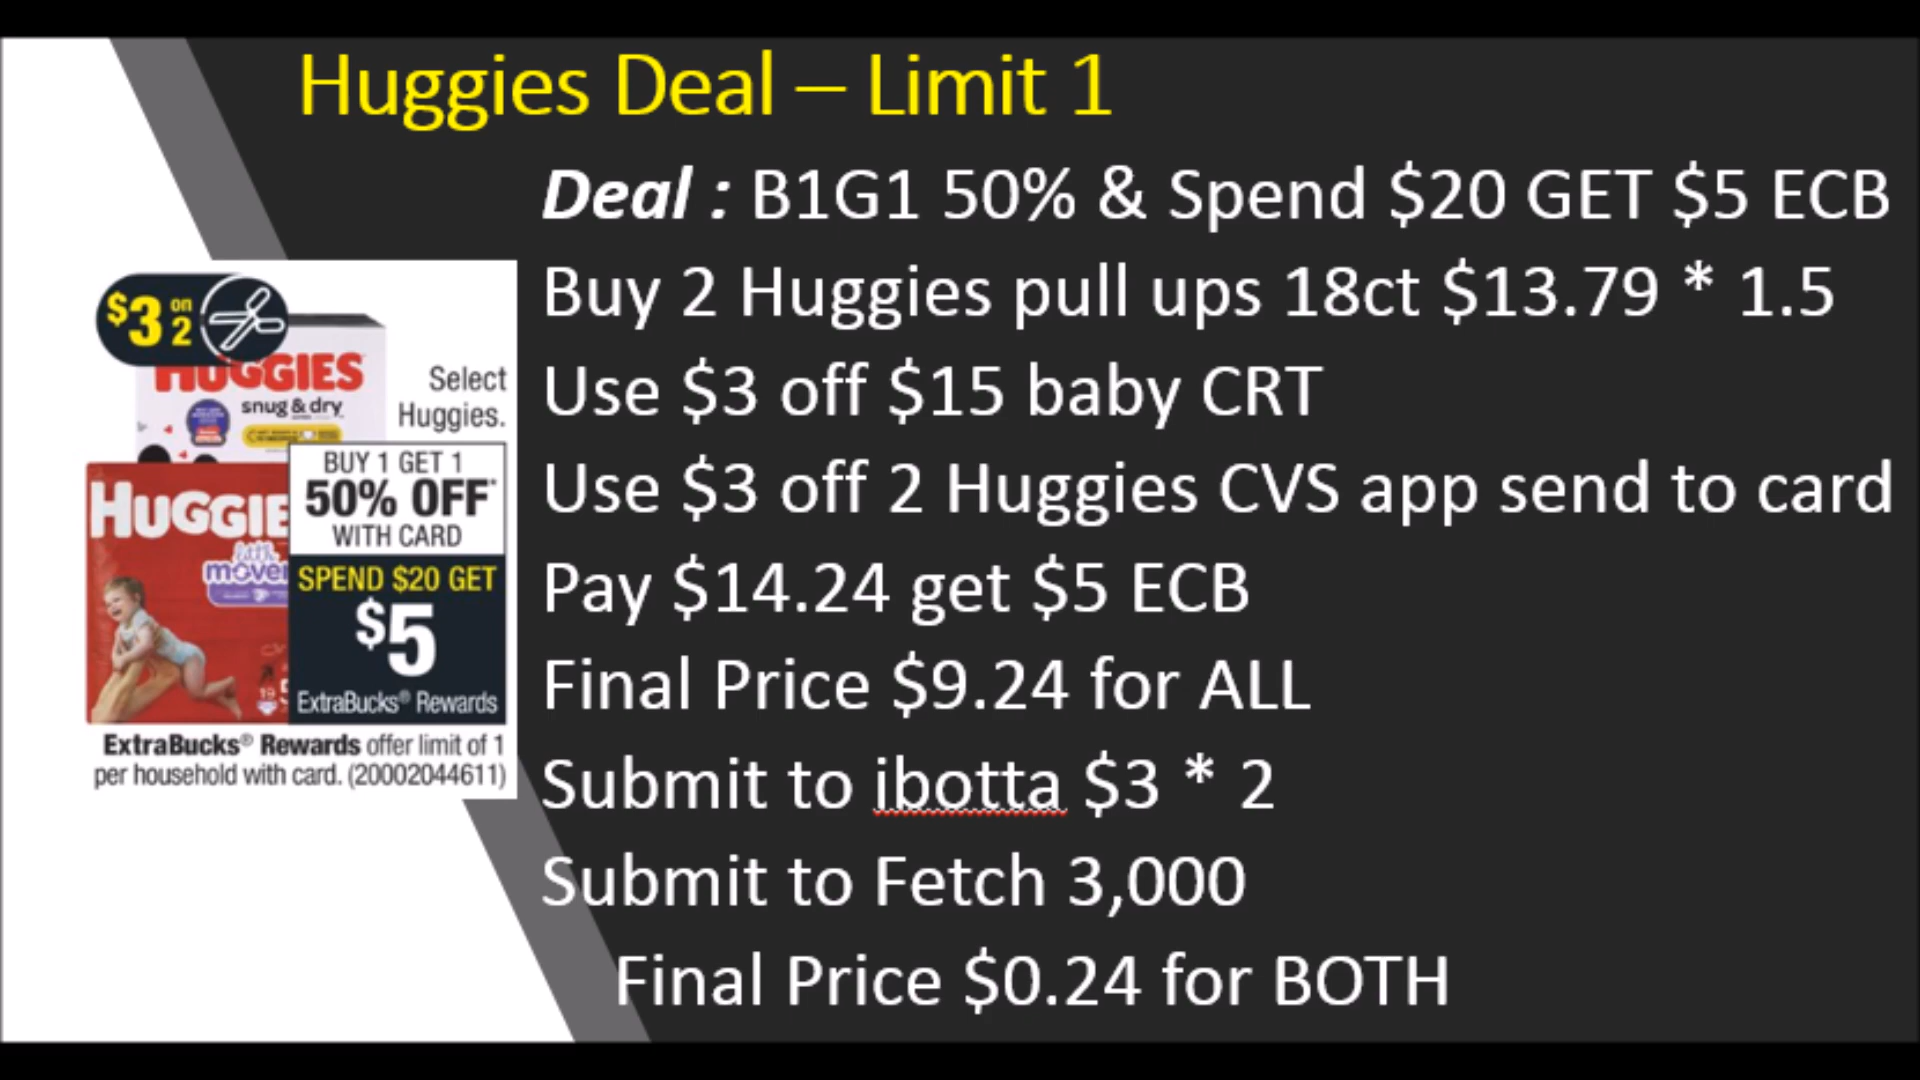 Huggies Deal – Limit 1
Deal : B1G1 50% & Spend $20 GET $5 ECB
Buy 2 Huggies pull ups 18ct $13.79 * 1.5
Use $3 off $15 baby CRT
Use $3 off 2 Huggies CVS app send to card
Pay $14.24 get $5 ECB
Final Price $9.24 for ALL
Submit to ibotta $3 * 2
Submit to Fetch 3,000
Final Price $0.24 for BOTH
$3 on 2
HUGGIES
snug & dry
Select
Huggies.
HUGGIE
little
mover
19
BUY 1 GET 1
50% OFF*
WITH CARD
SPEND $20 GET
$5
ExtraBucks® Rewards
ExtraBucks® Rewards offer limit of 1
per household with card. (20002044611)